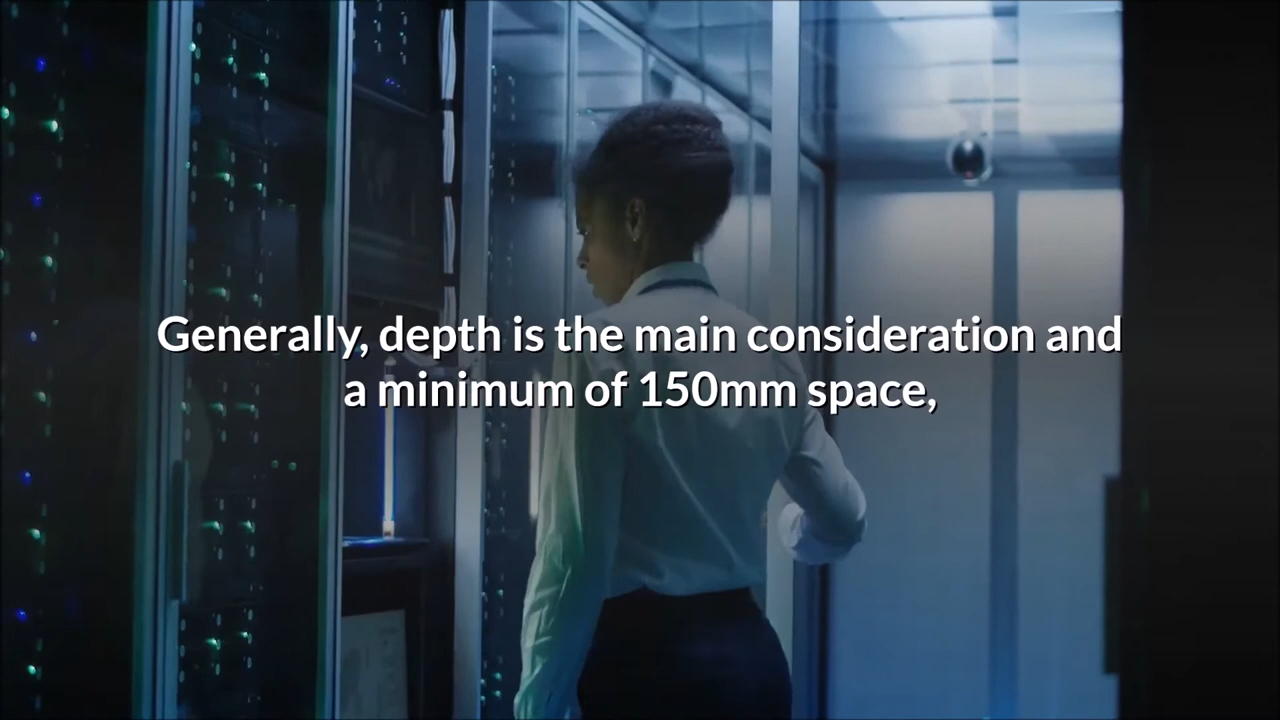 Generally, depth is the main consideration and
a minimum of 150mm space,